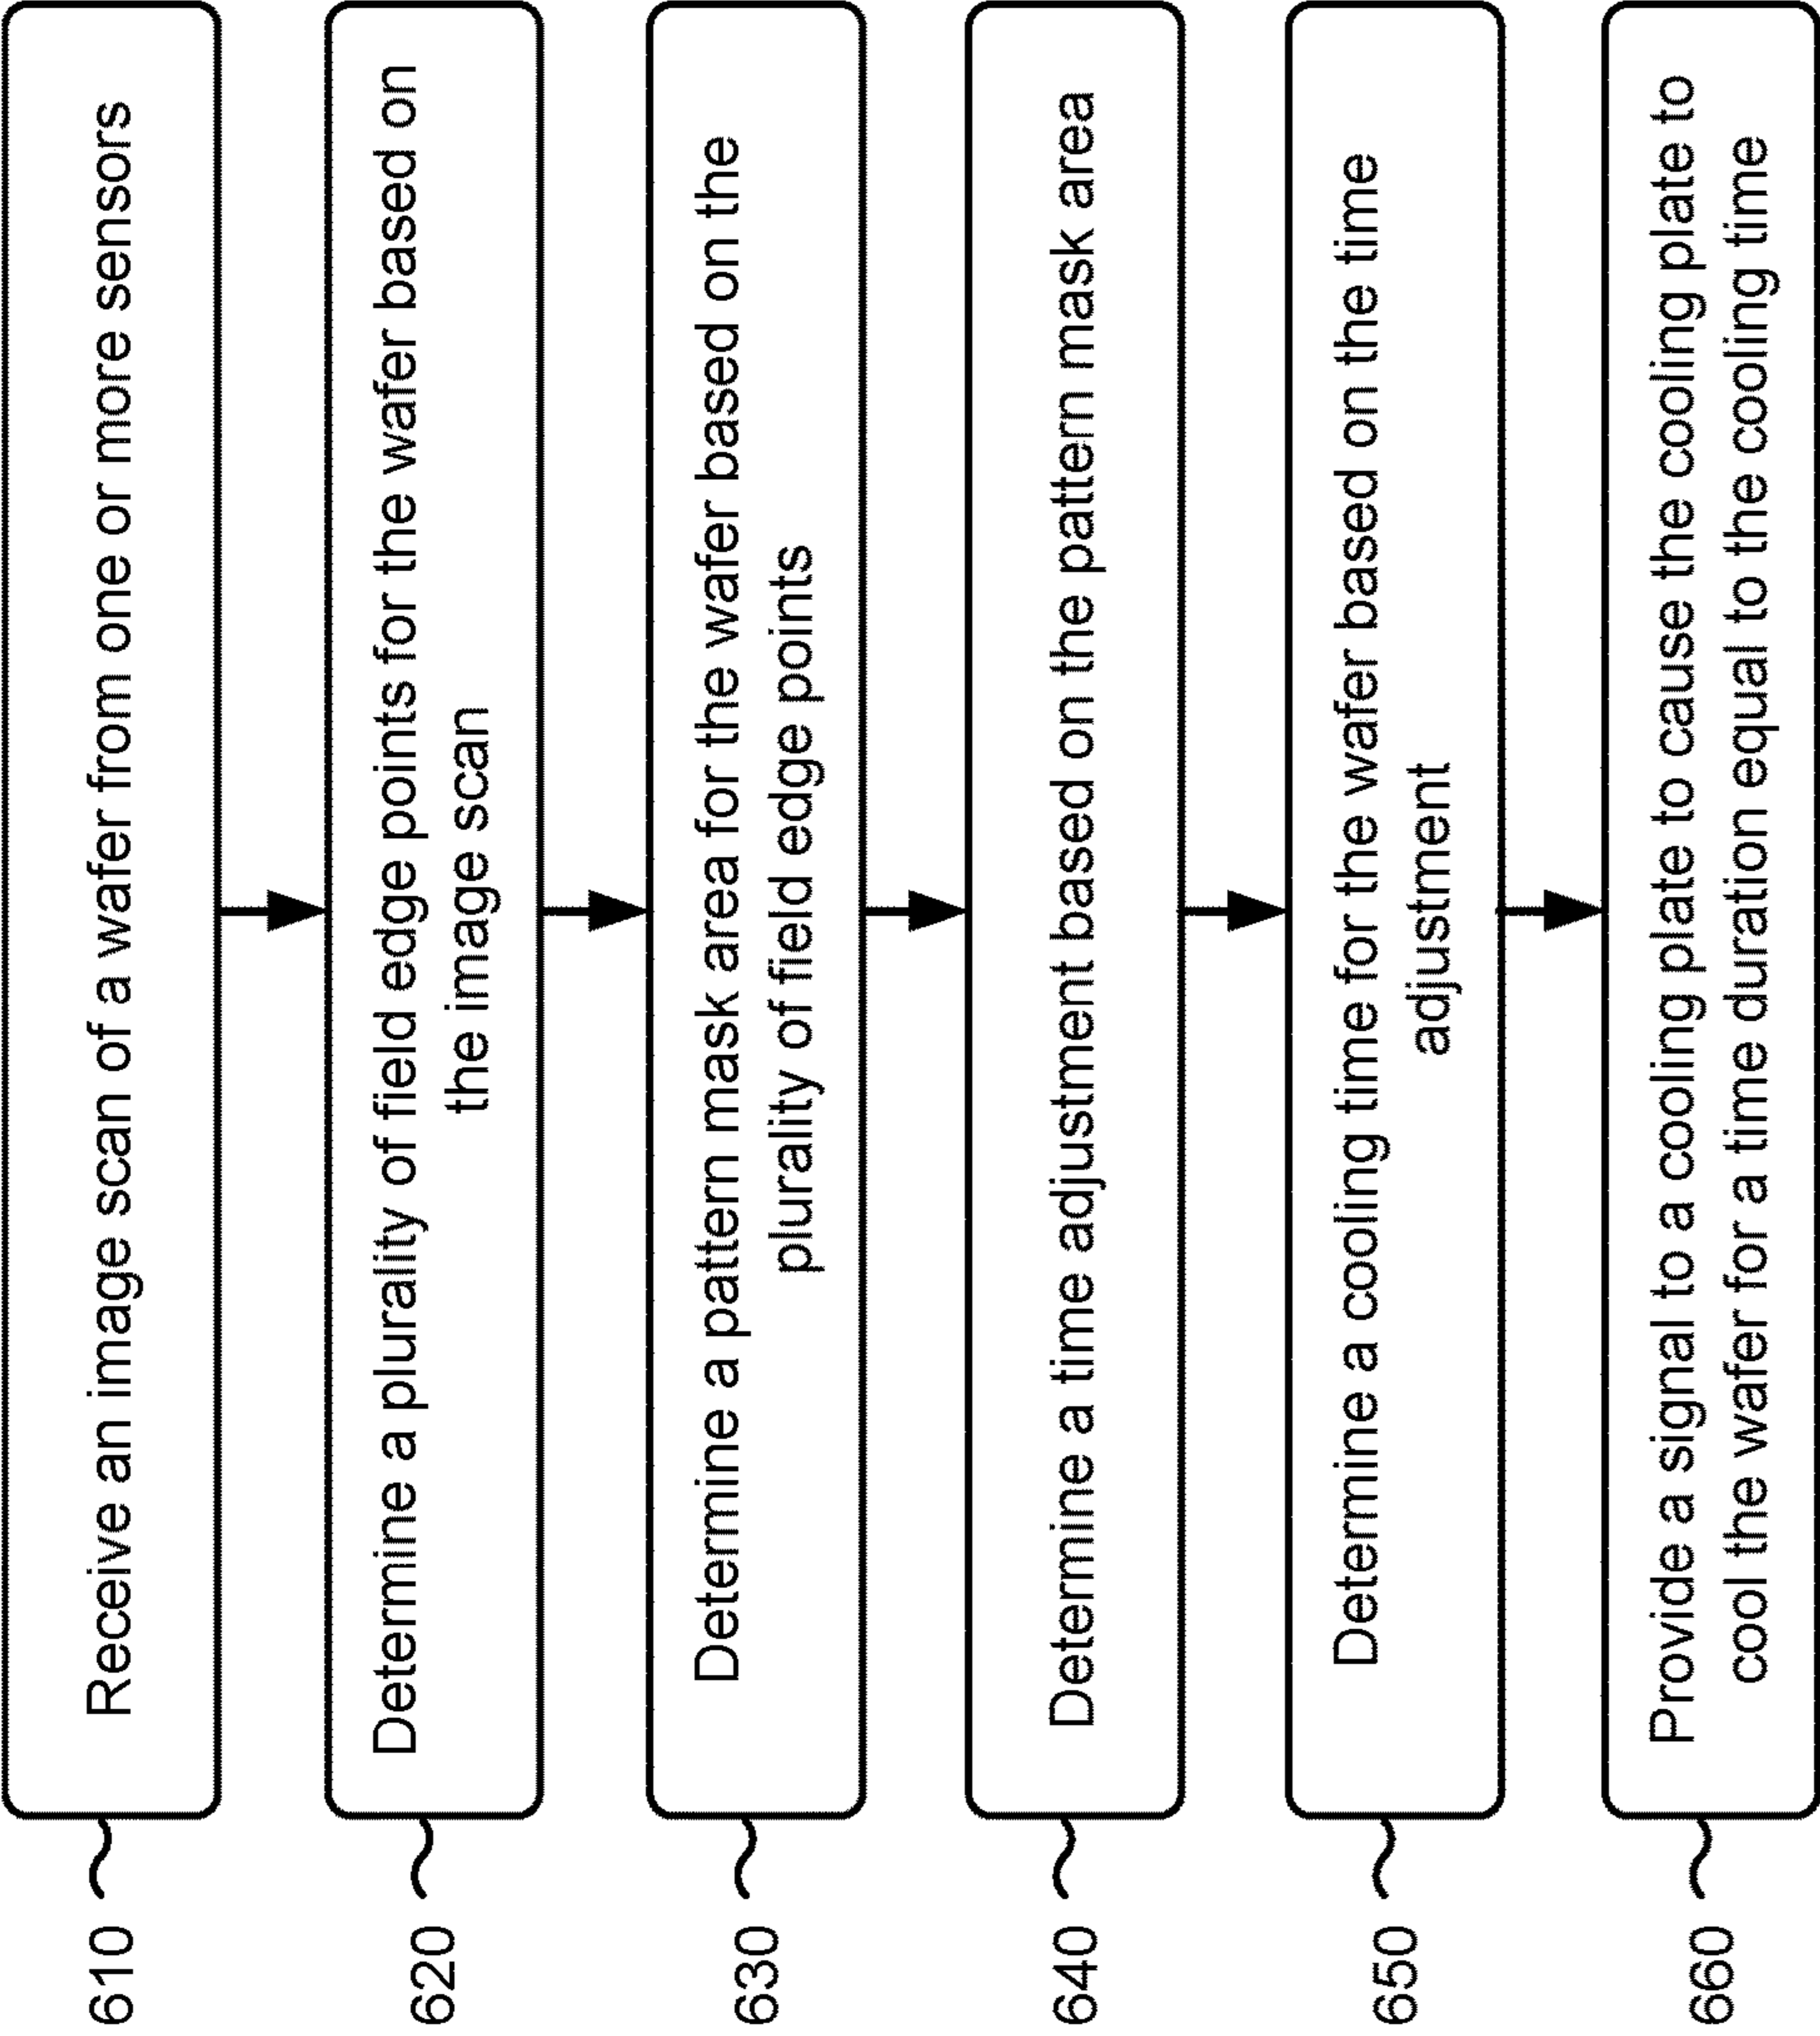 610
Receive an image scan of a wafer from one or more sensors
620
Determine a plurality of field edge points for the wafer based on
the image scan
630
Determine a pattern mask area for the wafer based on the
plurality of field edge points
640
Determine a time adjustment based on the pattern mask area
650
Determine a cooling time for the wafer based on the time
adjustment
660
Provide a signal to a cooling plate to cause the cooling plate to
cool the wafer for a time duration equal to the cooling time